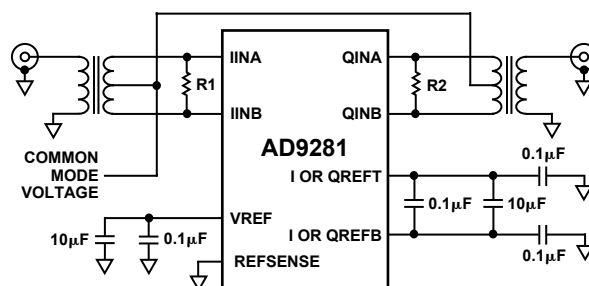 IINA
QINA
R1
R2
IINB
QINB
AD9281
COMMON
MODE
VOLTAGE
0.1µF
I OR QREFT
0.1µF
10µF
VREF
10µF
0.1µF
I OR QREFB
REFSENSE
0.1µF